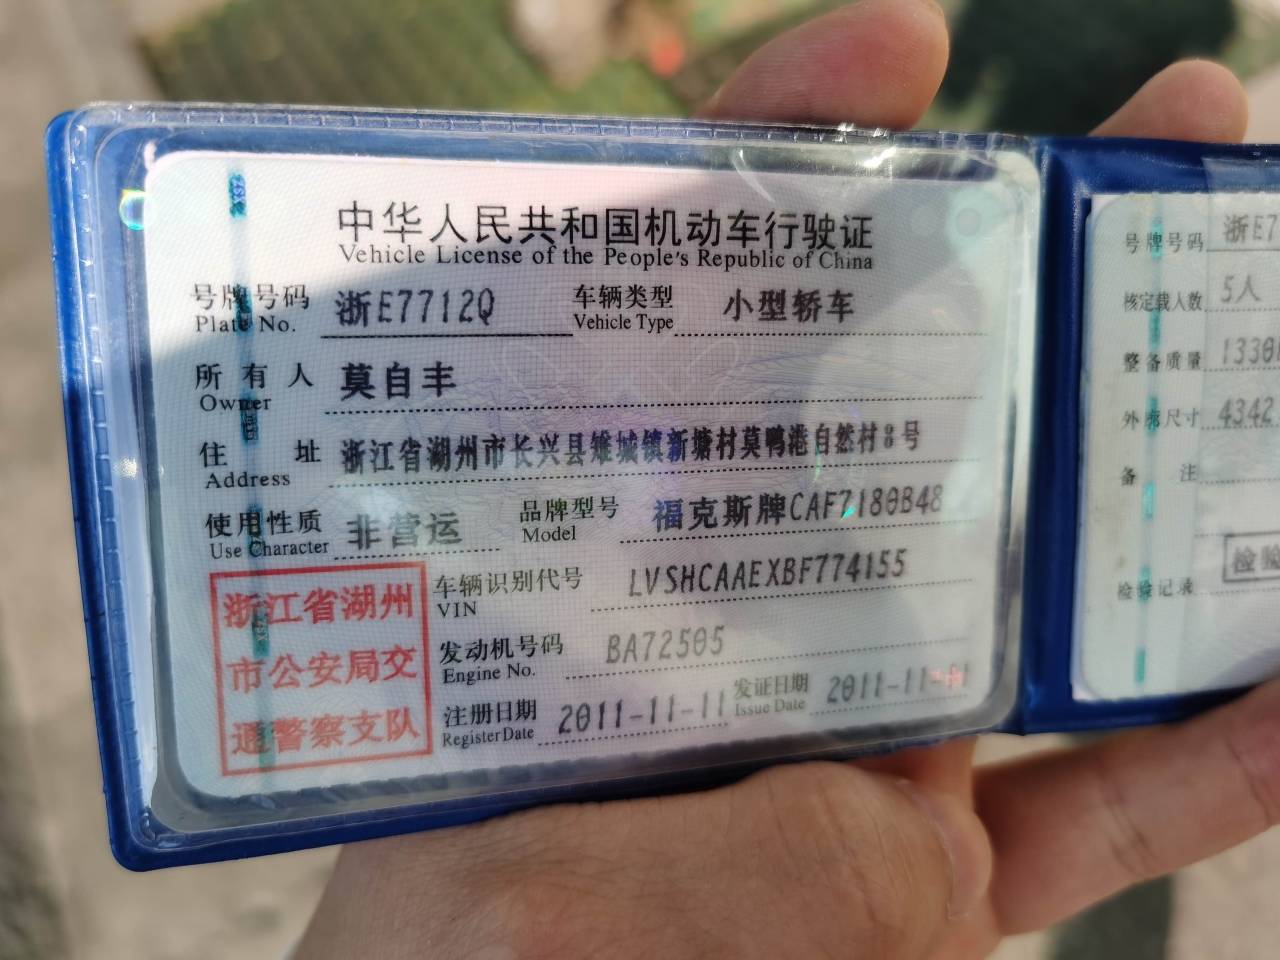 中华人民共和国机动车行驶证
Vehicle License of the People's Republic of China
号牌号码 浙E7712Q 车辆类型 小型轿车
Plate No. Vehicle Type
所有人 莫自丰
Owner
住址 浙江省湖州市长兴县雉城镇新塘村莫鸭港自然村8号
Address
使用性质 非营运 品牌型号 福克斯牌CAF7180B48
Use Character Model
车辆识别代号 LVSHCAAEXBF774155
VIN
发动机号码 BA72505
Engine No.
注册日期 2011-11-11 发证日期 2011-11-
Register Date Issue Date
浙江省湖州
市公安局交
通警察支队
号牌号码 浙E7
核定载人数 5人
整备质量 1330
外廓尺寸 4342
备注
检验记录 检验